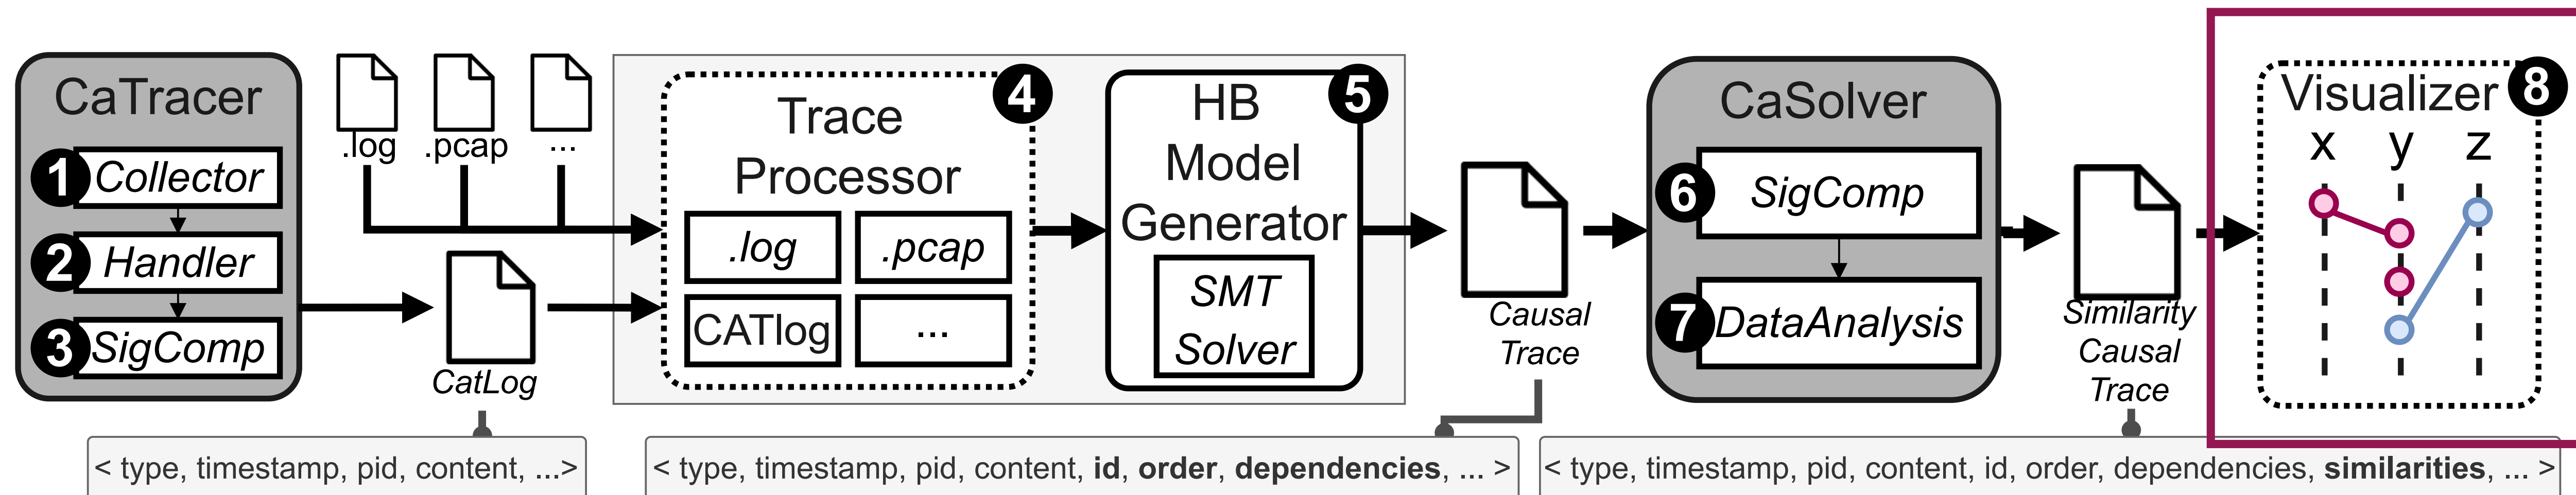 CaTracer
1 Collector
2 Handler
3 SigComp
.log
.pcap
...
CatLog
< type, timestamp, pid, content, ...>
Trace
Processor
4
.log
.pcap
CATlog
...
HB
Model
Generator
5
SMT
Solver
Causal
Trace
< type, timestamp, pid, content, id, order, dependencies, ... >
CaSolver
6 SigComp
7 DataAnalysis
Similarity
Causal
Trace
< type, timestamp, pid, content, id, order, dependencies, similarities, ... >
Visualizer 8
x y z